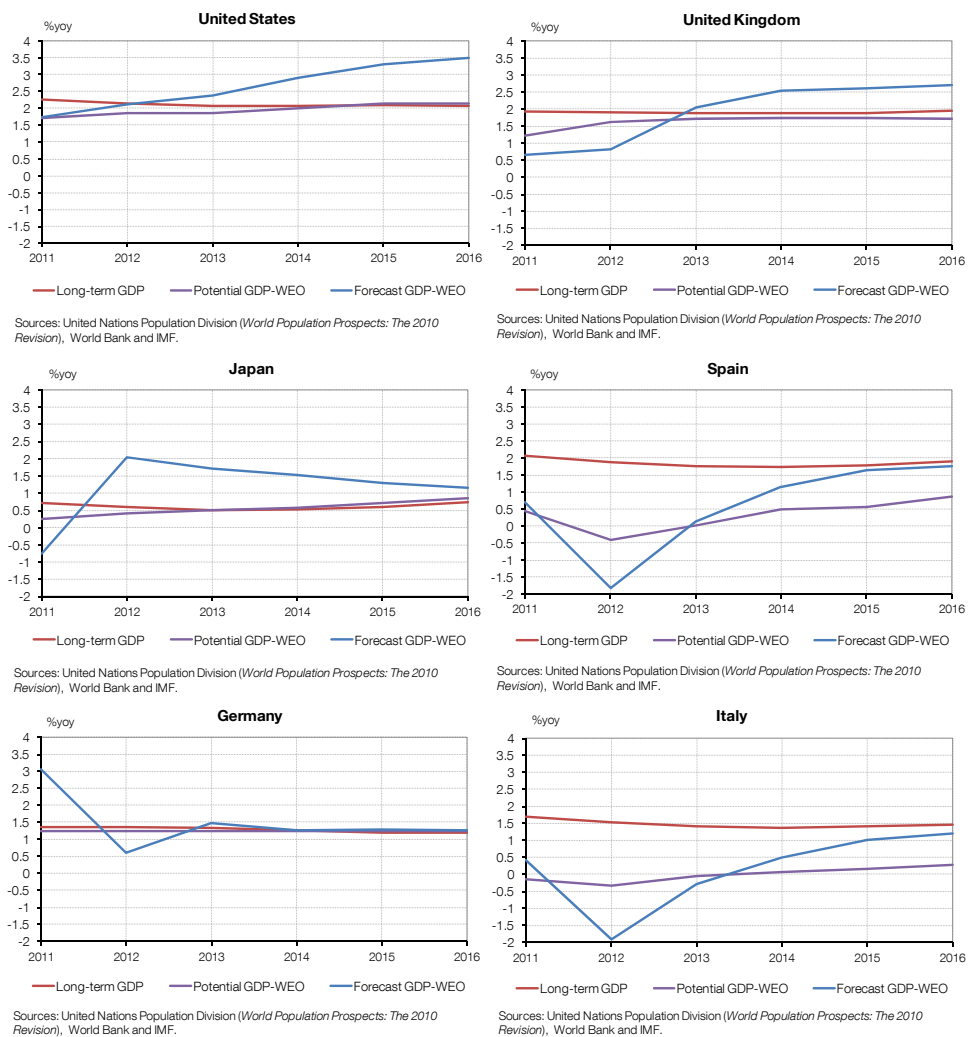 United States
%yoy
4
3.5
3
2.5
2
1.5
1
0.5
0
-0.5
-1
-1.5
-2
2011 2012 2013 2014 2015 2016
Long-term GDP Potential GDP-WEO Forecast GDP-WEO
Sources: United Nations Population Division (World Population Prospects: The 2010
Revision), World Bank and IMF.
United Kingdom
%yoy
4
3.5
3
2.5
2
1.5
1
0.5
0
-0.5
-1
-1.5
-2
2011 2012 2013 2014 2015 2016
Long-term GDP Potential GDP-WEO Forecast GDP-WEO
Sources: United Nations Population Division (World Population Prospects: The 2010
Revision), World Bank and IMF.
Japan
%yoy
4
3.5
3
2.5
2
1.5
1
0.5
0
-0.5
-1
-1.5
-2
2011 2012 2013 2014 2015 2016
Long-term GDP Potential GDP-WEO Forecast GDP-WEO
Sources: United Nations Population Division (World Population Prospects: The 2010
Revision), World Bank and IMF.
Spain
%yoy
4
3.5
3
2.5
2
1.5
1
0.5
0
-0.5
-1
-1.5
-2
2011 2012 2013 2014 2015 2016
Long-term GDP Potential GDP-WEO Forecast GDP-WEO
Sources: United Nations Population Division (World Population Prospects: The 2010
Revision), World Bank and IMF.
Germany
%yoy
4
3.5
3
2.5
2
1.5
1
0.5
0
-0.5
-1
-1.5
-2
2011 2012 2013 2014 2015 2016
Long-term GDP Potential GDP-WEO Forecast GDP-WEO
Sources: United Nations Population Division (World Population Prospects: The 2010
Revision), World Bank and IMF.
Italy
%yoy
4
3.5
3
2.5
2
1.5
1
0.5
0
-0.5
-1
-1.5
-2
2011 2012 2013 2014 2015 2016
Long-term GDP Potential GDP-WEO Forecast GDP-WEO
Sources: United Nations Population Division (World Population Prospects: The 2010
Revision), World Bank and IMF.